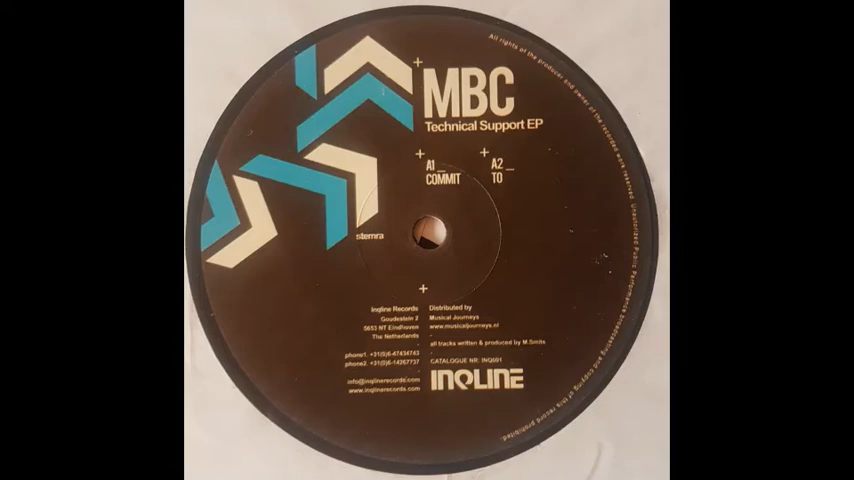 MBC
Technical Support EP
A1_
COMMIT
A2_
TO
stemra
Inqline Records
Goudestein 2
5653 NT Eindhoven
The Netherlands
phone1. +31(0)6-47434743
phone2. +31(0)6-14267737
info@inqlinerecords.com
www.inqlinerecords.com
Distributed by
Musical Journeys
www.musicaljourneys.nl
all tracks written & produced by M.Smits
CATALOGUE NR: INQ001
INQLINE
All rights of the producer and owner of the recorded work reserved. Unauthorized Public Performance broadcasting and copying of this record prohibited.